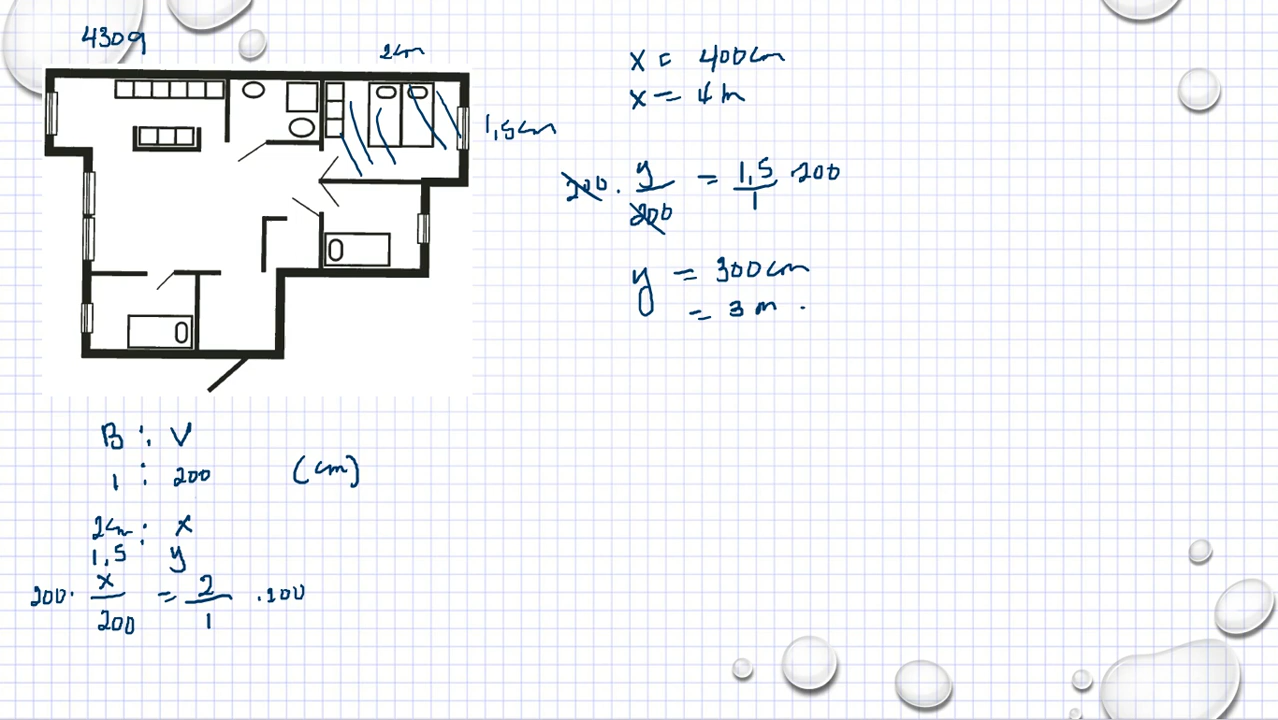 4309
2cm
1,5cm
B : V
1 : 200 (cm)
2cm : x
1,5 y
200 · x/200 = 2/1 · 200
x = 400cm
x = 4m
200 · y/200 = 1,5/1 · 200
y = 300cm
= 3 m .